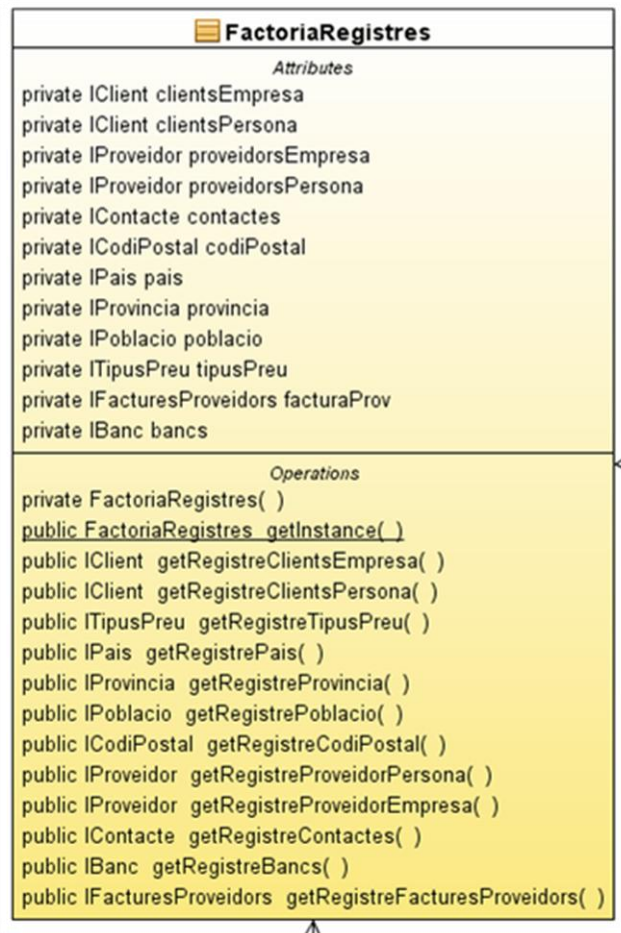 FactoriaRegistres
Attributes
private IClient clientsEmpresa
private IClient clientsPersona
private IProveidor proveidorsEmpresa
private IProveidor proveidorsPersona
private IContacte contactes
private ICodiPostal codiPostal
private IPais pais
private IProvincia provincia
private IPoblacio poblacio
private ITipusPreu tipusPreu
private IFacturesProveidors facturaProv
private IBanc bancs
Operations
private FactoriaRegistres( )
public FactoriaRegistres getInstance( )
public IClient getRegistreClientsEmpresa( )
public IClient getRegistreClientsPersona( )
public ITipusPreu getRegistreTipusPreu( )
public IPais getRegistrePais( )
public IProvincia getRegistreProvincia( )
public IPoblacio getRegistrePoblacio( )
public ICodiPostal getRegistreCodiPostal( )
public IProveidor getRegistreProveidorPersona( )
public IProveidor getRegistreProveidorEmpresa( )
public IContacte getRegistreContactes( )
public IBanc getRegistreBancs( )
public IFacturesProveidors getRegistreFacturesProveidors( )